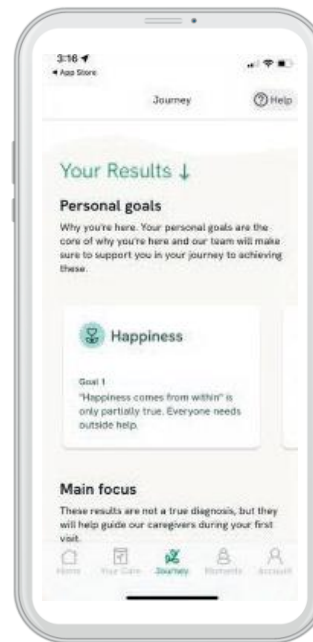 3:16
App Store
Journey
Help
Your Results ↓
Personal goals
Why you're here. Your personal goals are the
core of why you're here and our team will make
sure to support you in your journey to achieving
these.
Happiness
Goal 1
"Happiness comes from within" is
only partially true. Everyone needs
outside help.
Main focus
These results are not a true diagnosis, but they
will help guide our caregivers during your first
visit.
Home
Your Care
Journey
Moments
Account